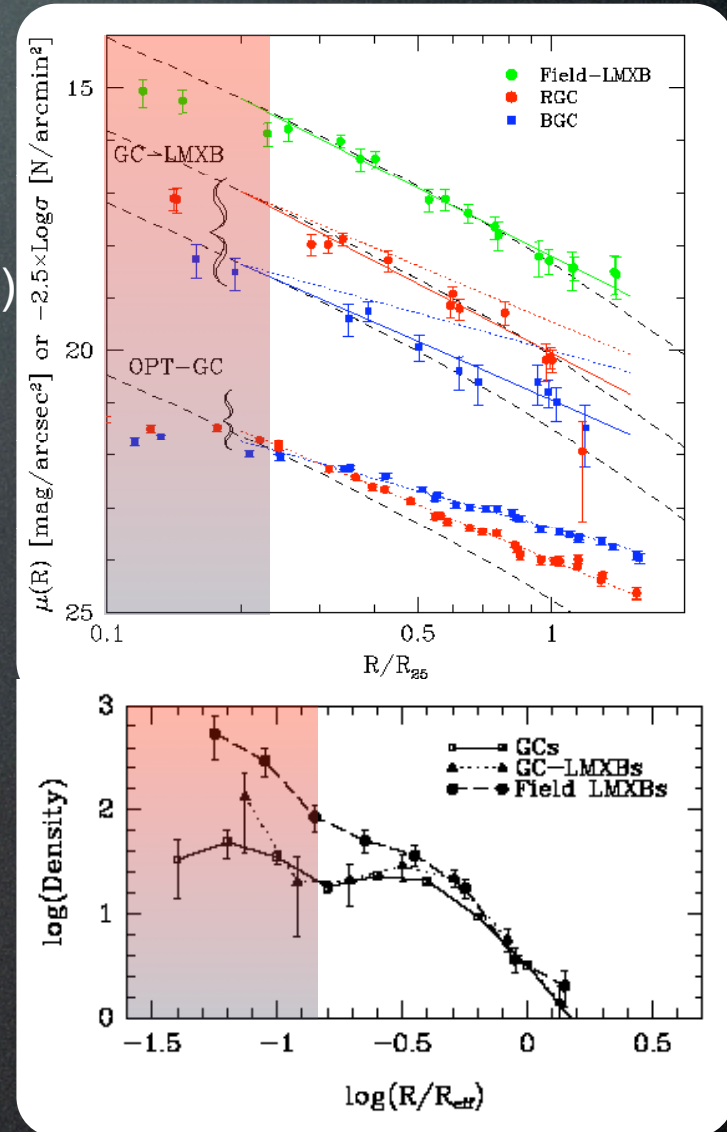 μ(R) [mag/arcsec²] or −2.5×Logσ [N/arcmin²]
15
20
25
Field-LMXB
RGC
BGC
GC-LMXB
OPT-GC
0.1
0.5
1
R/R₂₅
)
log(Density)
3
2
1
0
GCs
GC-LMXBs
Field LMXBs
−1.5
−1
−0.5
0
0.5
log(R/Reff)